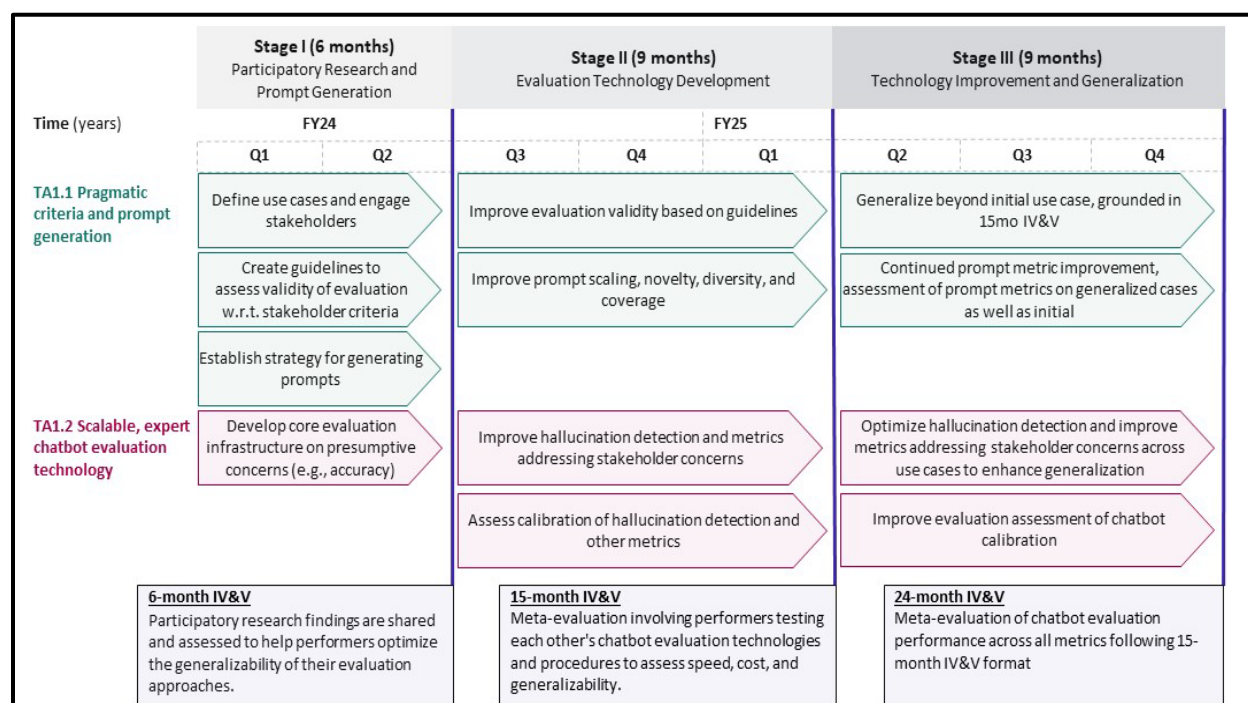 Stage I (6 months)
Participatory Research and
Prompt Generation
Stage II (9 months)
Evaluation Technology Development
Stage III (9 months)
Technology Improvement and Generalization
Time (years)
FY24
FY25
Q1
Q2
Q3
Q4
Q1
Q2
Q3
Q4
TA1.1 Pragmatic
criteria and prompt
generation
Define use cases and engage
stakeholders
Improve evaluation validity based on guidelines
Generalize beyond initial use case, grounded in
15mo IV&V
Create guidelines to
assess validity of evaluation
w.r.t. stakeholder criteria
Improve prompt scaling, novelty, diversity, and
coverage
Continued prompt metric improvement,
assessment of prompt metrics on generalized cases
as well as initial
Establish strategy for generating
prompts
TA1.2 Scalable, expert
chatbot evaluation
technology
Develop core evaluation
infrastructure on presumptive
concerns (e.g., accuracy)
Improve hallucination detection and metrics
addressing stakeholder concerns
Optimize hallucination detection and improve
metrics addressing stakeholder concerns across
use cases to enhance generalization
Assess calibration of hallucination detection and
other metrics
Improve evaluation assessment of chatbot
calibration
6-month IV&V
Participatory research findings are shared
and assessed to help performers optimize
the generalizability of their evaluation
approaches.
15-month IV&V
Meta-evaluation involving performers testing
each other's chatbot evaluation technologies
and procedures to assess speed, cost, and
generalizability.
24-month IV&V
Meta-evaluation of chatbot evaluation
performance across all metrics following 15-
month IV&V format